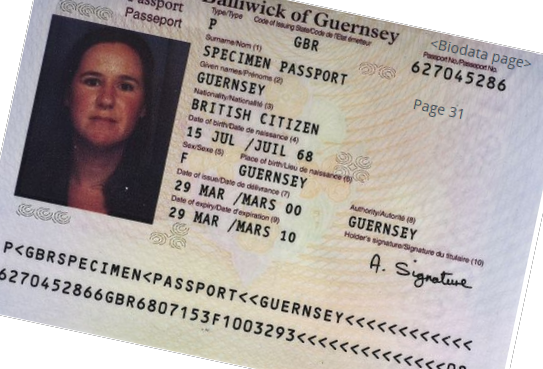 Bailiwick of Guernsey
Passport
Passeport
Type/Type Code of issuing State/Code de l'Etat émetteur
P GBR
<Biodata page>
Passport No./Passeport No.
627045286
Surname/Nom (1)
SPECIMEN PASSPORT
Given names/Prénoms (2)
GUERNSEY
Page 31
Nationality/Nationalité (3)
BRITISH CITIZEN
Date of birth/Date de naissance (4)
15 JUL /JUIL 68
Sex/Sexe (5) Place of birth/Lieu de naissance (6)
F GUERNSEY
Date of issue/Date de délivrance (7)
29 MAR /MARS 00
Authority/Autorité (8)
GUERNSEY
Date of expiry/Date d'expiration (9)
29 MAR /MARS 10
Holder's signature/Signature du titulaire (10)
A. Signature
P<GBRSPECIMEN<PASSPORT<<GUERNSEY<<<<<<<<<<<<
6270452866GBR6807153F1003293<<<<<<<<<<<<<<